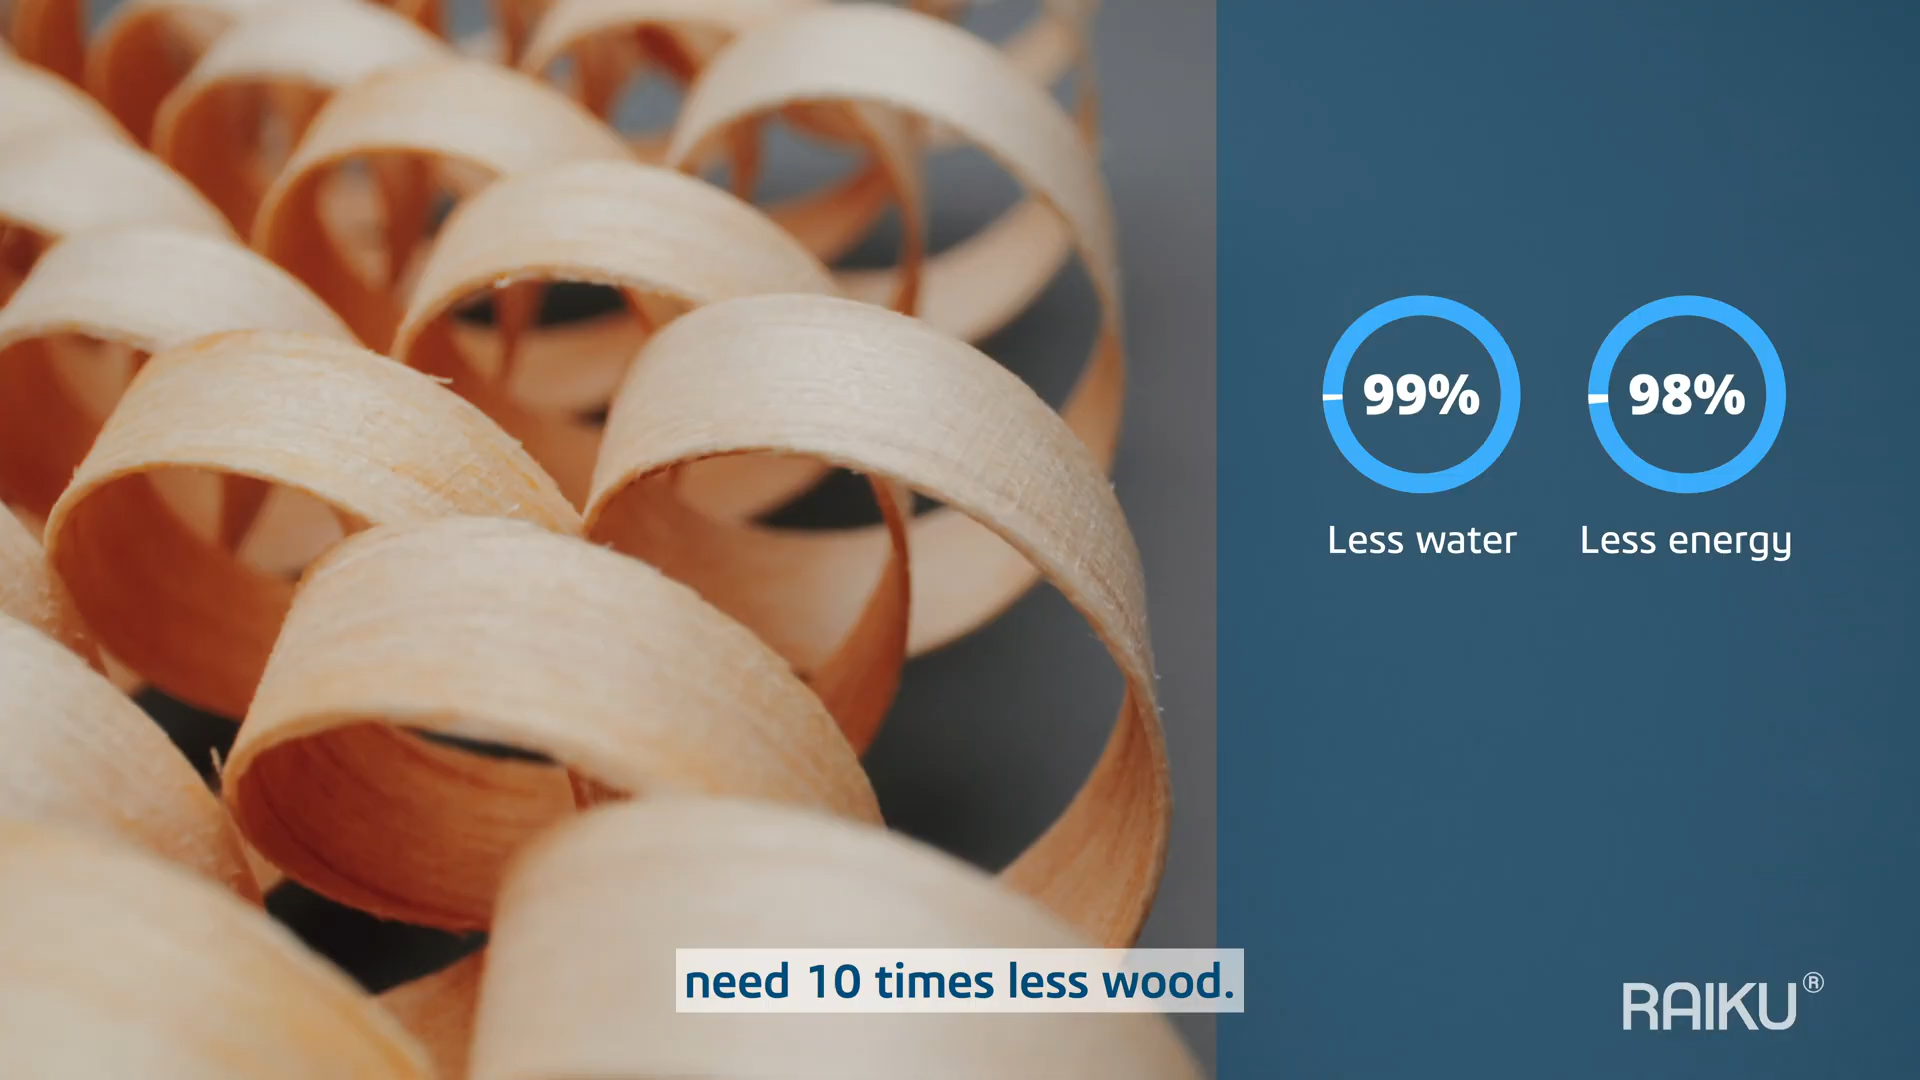 99%
98%
Less water
Less energy
need 10 times less wood.
RAIKU®